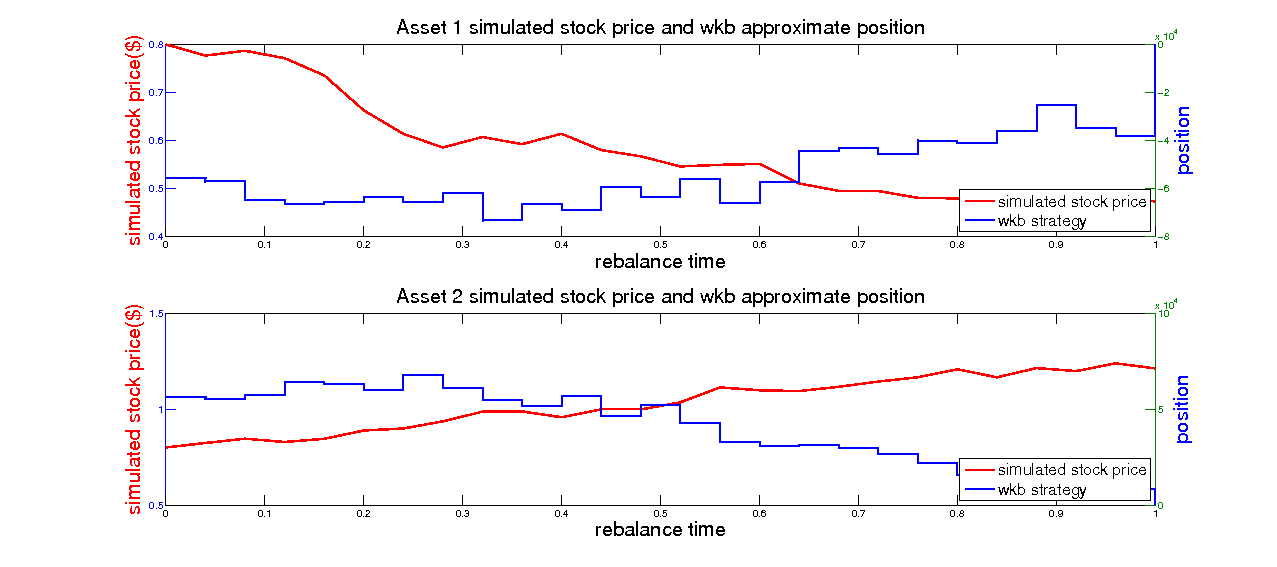 Asset 1 simulated stock price and wkb approximate position
x 10^4
simulated stock price($)
0.8
0.7
0.6
0.5
0.4
0
-2
-4
-6
-8
position
simulated stock price
wkb strategy
0 0.1 0.2 0.3 0.4 0.5 0.6 0.7 0.8 0.9 1
rebalance time
Asset 2 simulated stock price and wkb approximate position
x 10^4
simulated stock price($)
1.5
1
0.5
10
5
0
position
simulated stock price
wkb strategy
0 0.1 0.2 0.3 0.4 0.5 0.6 0.7 0.8 0.9 1
rebalance time